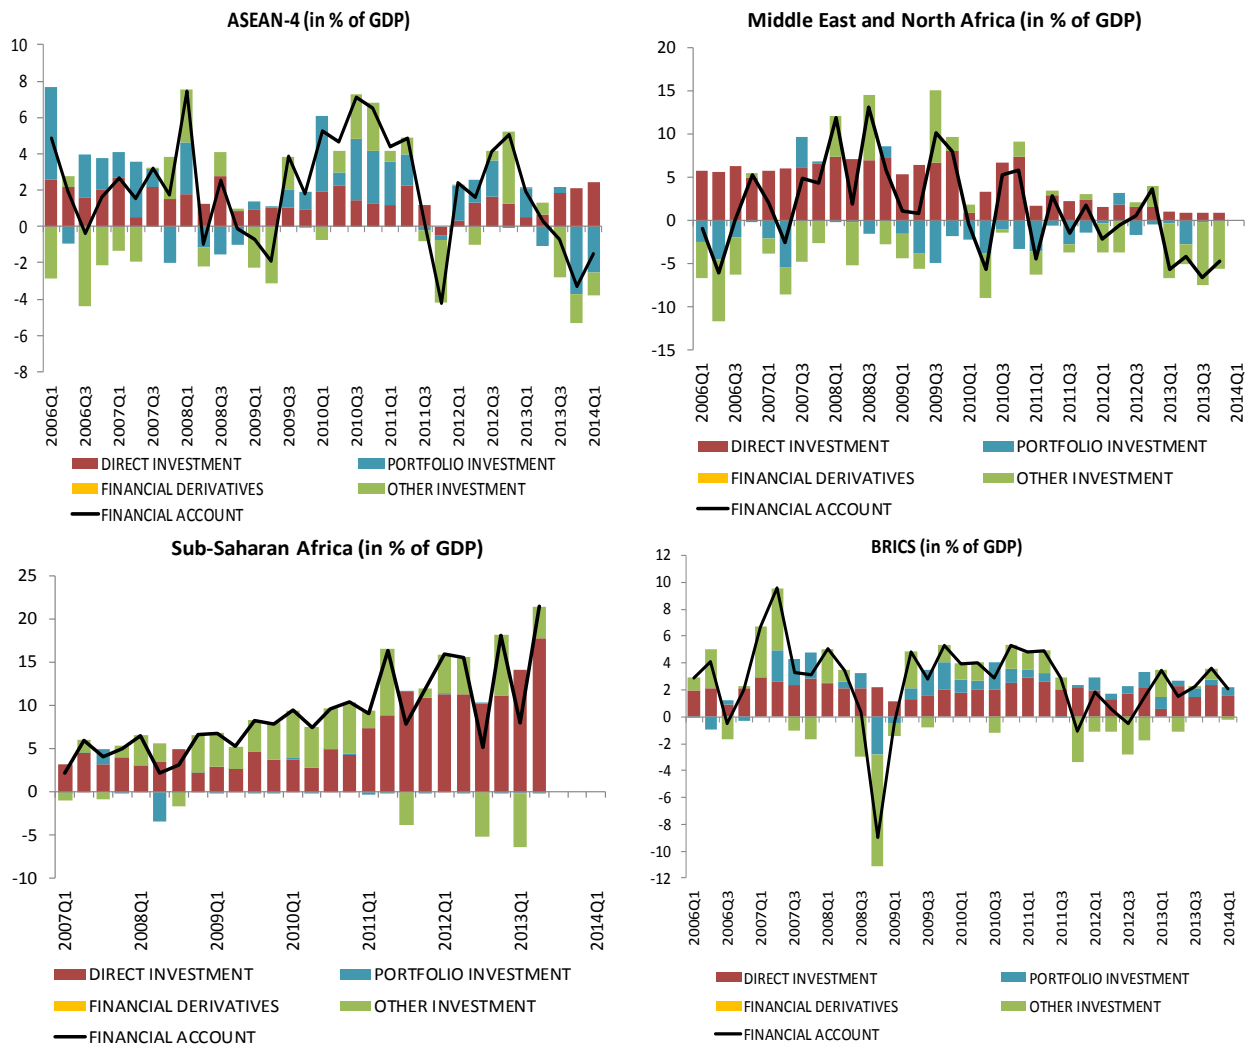 ASEAN-4 (in % of GDP)
10
8
6
4
2
0
-2
-4
-6
-8
2006Q1
2006Q3
2007Q1
2007Q3
2008Q1
2008Q3
2009Q1
2009Q3
2010Q1
2010Q3
2011Q1
2011Q3
2012Q1
2012Q3
2013Q1
2013Q3
2014Q1
DIRECT INVESTMENT
PORTFOLIO INVESTMENT
FINANCIAL DERIVATIVES
OTHER INVESTMENT
FINANCIAL ACCOUNT
Middle East and North Africa (in % of GDP)
20
15
10
5
0
-5
-10
-15
2006Q1
2006Q3
2007Q1
2007Q3
2008Q1
2008Q3
2009Q1
2009Q3
2010Q1
2010Q3
2011Q1
2011Q3
2012Q1
2012Q3
2013Q1
2013Q3
2014Q1
DIRECT INVESTMENT
PORTFOLIO INVESTMENT
FINANCIAL DERIVATIVES
OTHER INVESTMENT
FINANCIAL ACCOUNT
Sub-Saharan Africa (in % of GDP)
25
20
15
10
5
0
-5
-10
2007Q1
2008Q1
2009Q1
2010Q1
2011Q1
2012Q1
2013Q1
2014Q1
DIRECT INVESTMENT
PORTFOLIO INVESTMENT
FINANCIAL DERIVATIVES
OTHER INVESTMENT
FINANCIAL ACCOUNT
BRICS (in % of GDP)
12
10
8
6
4
2
0
-2
-4
-6
-8
-10
-12
2006Q1
2006Q3
2007Q1
2007Q3
2008Q1
2008Q3
2009Q1
2009Q3
2010Q1
2010Q3
2011Q1
2011Q3
2012Q1
2012Q3
2013Q1
2013Q3
2014Q1
DIRECT INVESTMENT
PORTFOLIO INVESTMENT
FINANCIAL DERIVATIVES
OTHER INVESTMENT
FINANCIAL ACCOUNT